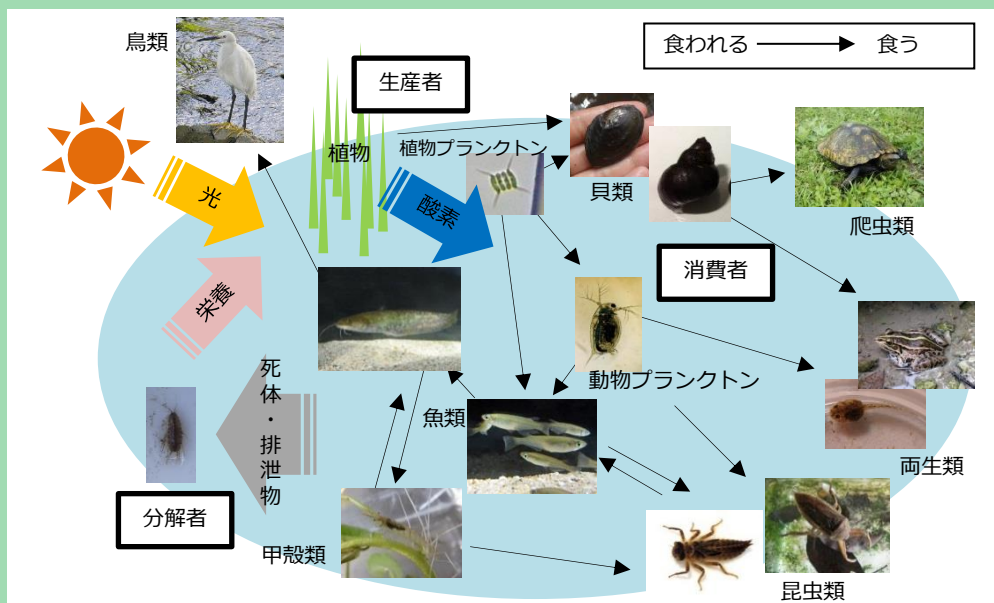 鳥類
食われる → 食う
生産者
植物
植物プランクトン
光
酸素
貝類
爬虫類
消費者
栄養
死体・排泄物
魚類
動物プランクトン
両生類
分解者
甲殻類
昆虫類